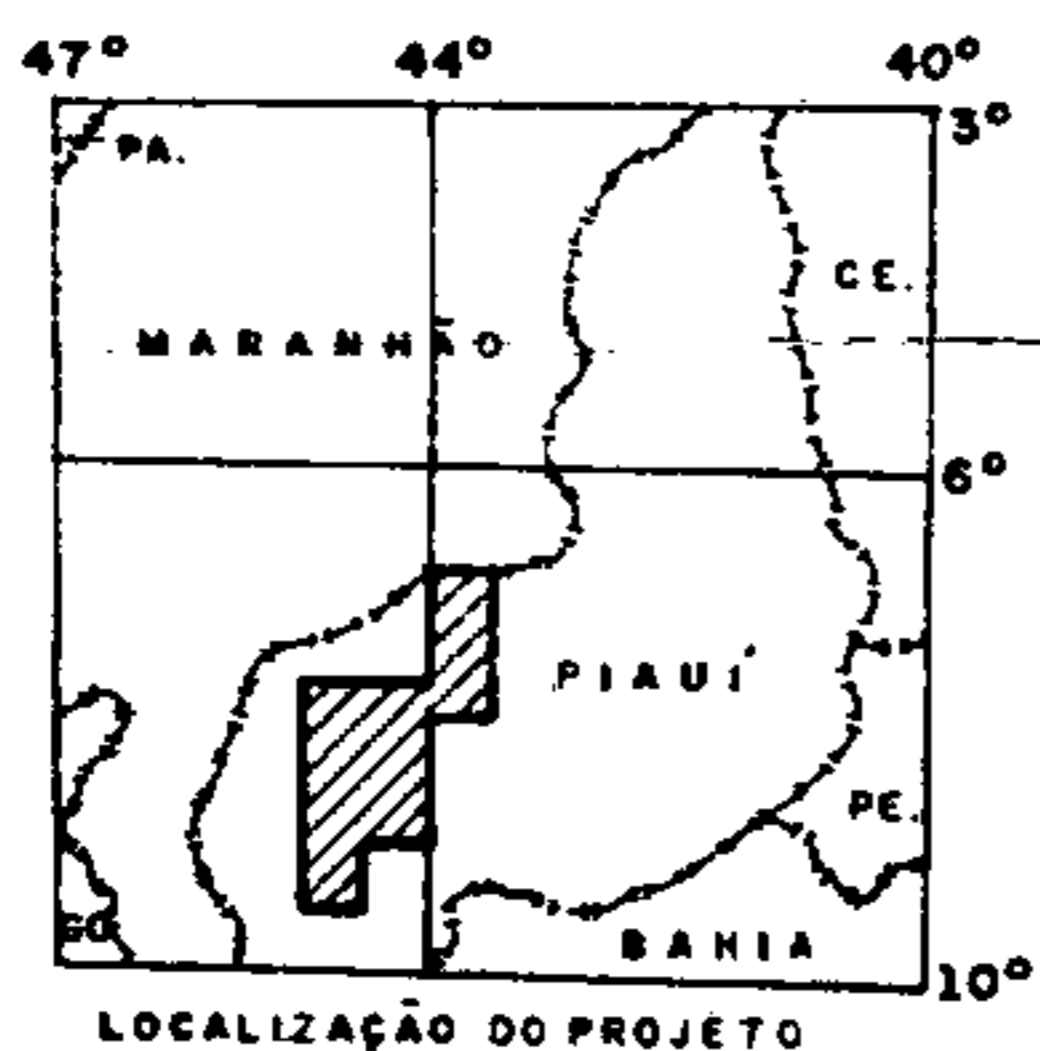 47° 44° 40°
3°
PA.
CE.
MARANHÃO
6°
PIAUÍ
PE.
GO
BAHIA
10°
LOCALIZAÇÃO DO PROJETO